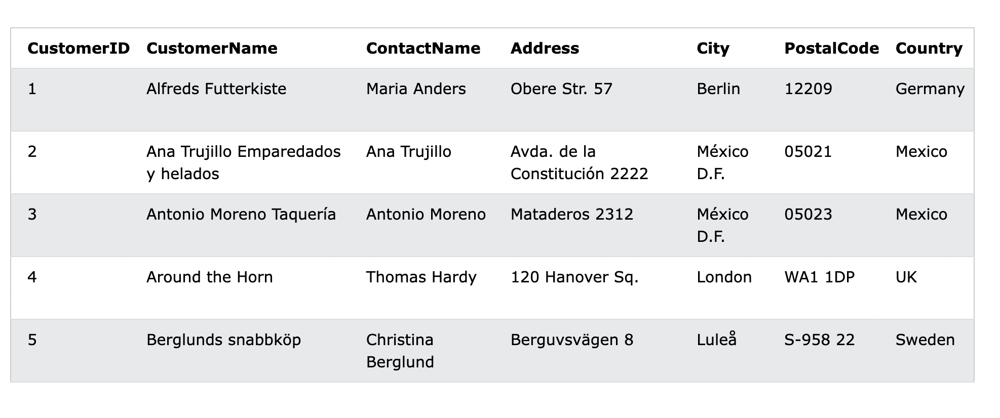 CustomerID CustomerName ContactName Address City PostalCode Country
1 Alfreds Futterkiste Maria Anders Obere Str. 57 Berlin 12209 Germany
2 Ana Trujillo Emparedados Ana Trujillo Avda. de la México 05021 Mexico
y helados Constitución 2222 D.F.
3 Antonio Moreno Taquería Antonio Moreno Mataderos 2312 México 05023 Mexico
D.F.
4 Around the Horn Thomas Hardy 120 Hanover Sq. London WA1 1DP UK
5 Berglunds snabbköp Christina Berguvsvägen 8 Luleå S-958 22 Sweden
Berglund